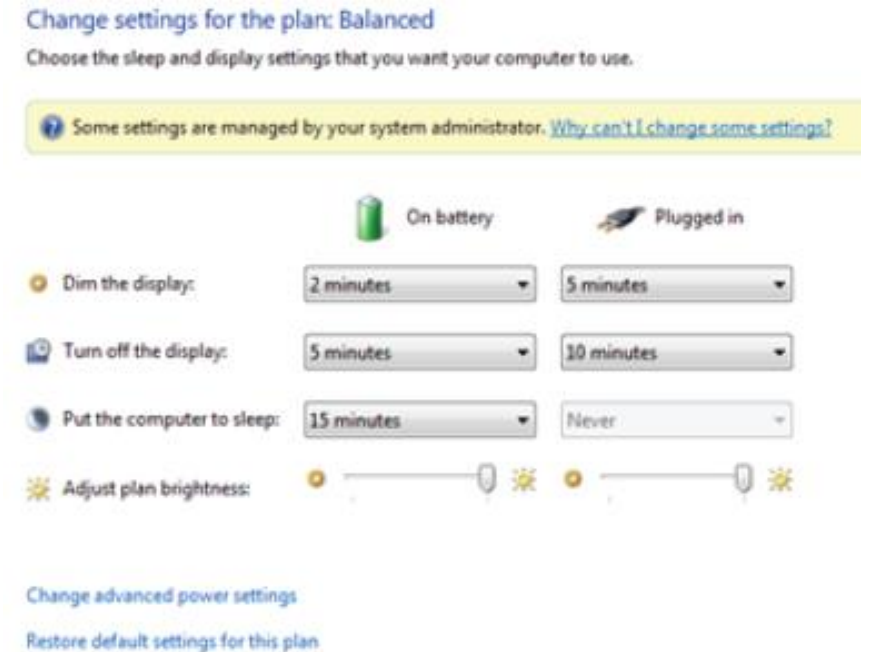 Change settings for the plan: Balanced
Choose the sleep and display settings that you want your computer to use.
Some settings are managed by your system administrator. Why can't I change some settings?
On battery Plugged in
Dim the display: 2 minutes 5 minutes
Turn off the display: 5 minutes 10 minutes
Put the computer to sleep: 15 minutes Never
Adjust plan brightness:
Change advanced power settings
Restore default settings for this plan